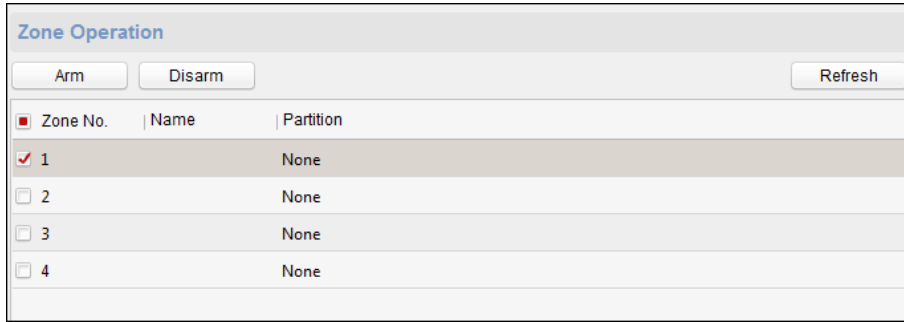 Zone Operation
Arm Disarm Refresh
Zone No. Name Partition
1 None
2 None
3 None
4 None